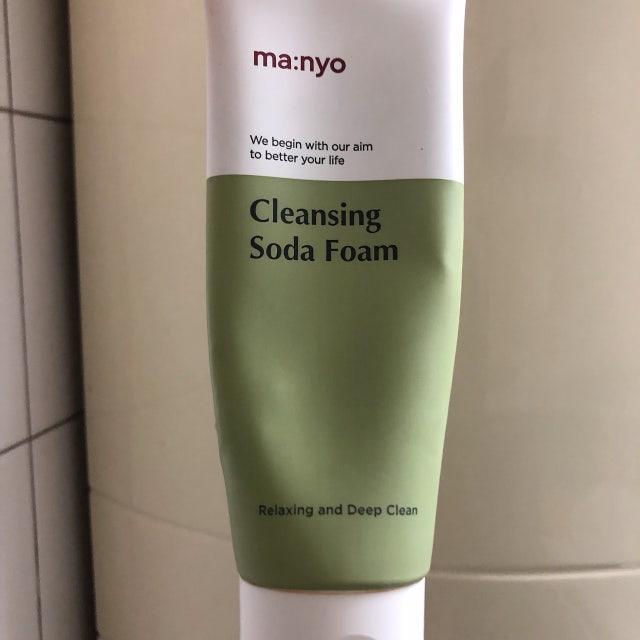 ma:nyo
We begin with our aim
to better your life
Cleansing
Soda Foam
Relaxing and Deep Clean